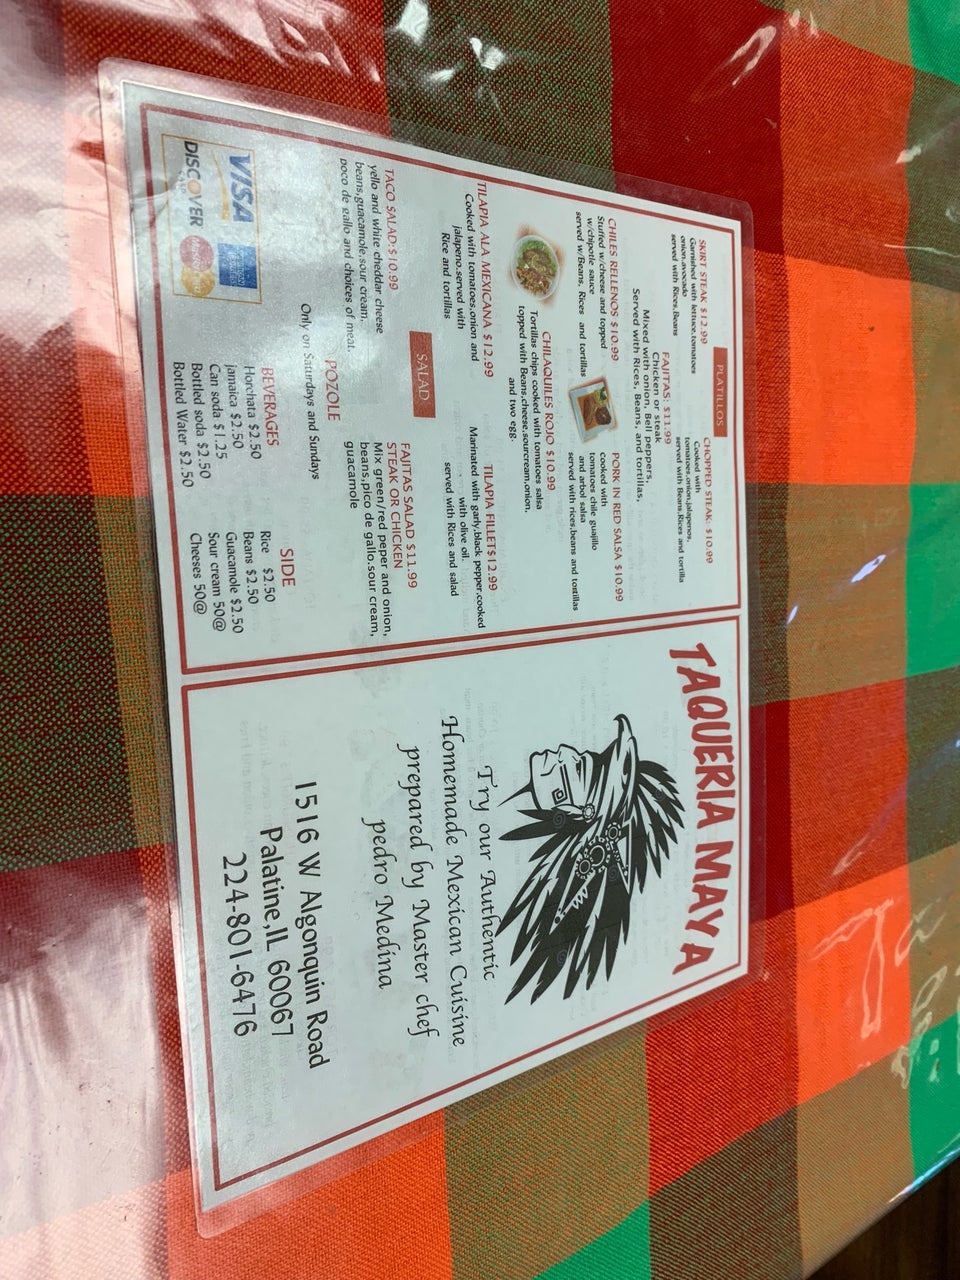 PLATILLOS
SKIRT STEAK $12.99
Garnished with lettuce,tomatoes
onion,avocado
served with Rices,Beans
CHOPPED STEAK: $10.99
Cooked with
tomatoes,onion,jalapenos,
served with Beans,Rices and tortilla
FAJITAS: $11.99
Chicken or steak
Mixed with onion, Bell peppers,
Served with Rices, Beans, and tortillas,
CHILES RELLENOS $10.99
Stuffed w/cheese and topped
w/chipotle sauce
served w/Beans, Rices and tortillas
PORK IN RED SALSA $10.99
cooked with
tomatoes chile guajillo
and arbol salsa
served with rices,beans and tostillas
CHILAQUILES ROJO $10.99
Tortillas chips cooked with tomatoes salsa
topped with Beans,cheese,sourcream,onion,
and two egg.
TILAPIA ALA MEXICANA $12.99
Cooked with tomatoes,onion and
jalapeno,served with
Rice and tortillas
TILAPIA FILLET$12.99
Marinated with garly,black pepper,cooked
with olive oil.
served with Rices and salad
SALAD
TACO SALAD:$10.99
yello and white cheddar cheese
beans,guacamole,sour cream,
poco de gallo and choices of meat.
FAJITAS SALAD $11.99
STEAK OR CHICKEN
Mix green/red peper and onion,
beans,pico de gallo,sour cream,
guacamole
POZOLE
Only on Saturdays and Sundays
BEVERAGES
Horchata $2.50
jamaica $2.50
Can soda $1.25
Bottled soda $2.50
Bottled Water $2.50
SIDE
Rice $2.50
Beans $2.50
Guacamole $2.50
Sour cream 50@
Cheeses 50@
VISA
DISCOVER
TAQUERIA MAYA
Try our Authentic
Homemade Mexican Cuisine
prepared by Master chef
pedro Medina
1516 W Algonquin Road
Palatine,IL 60067
224-801-6476